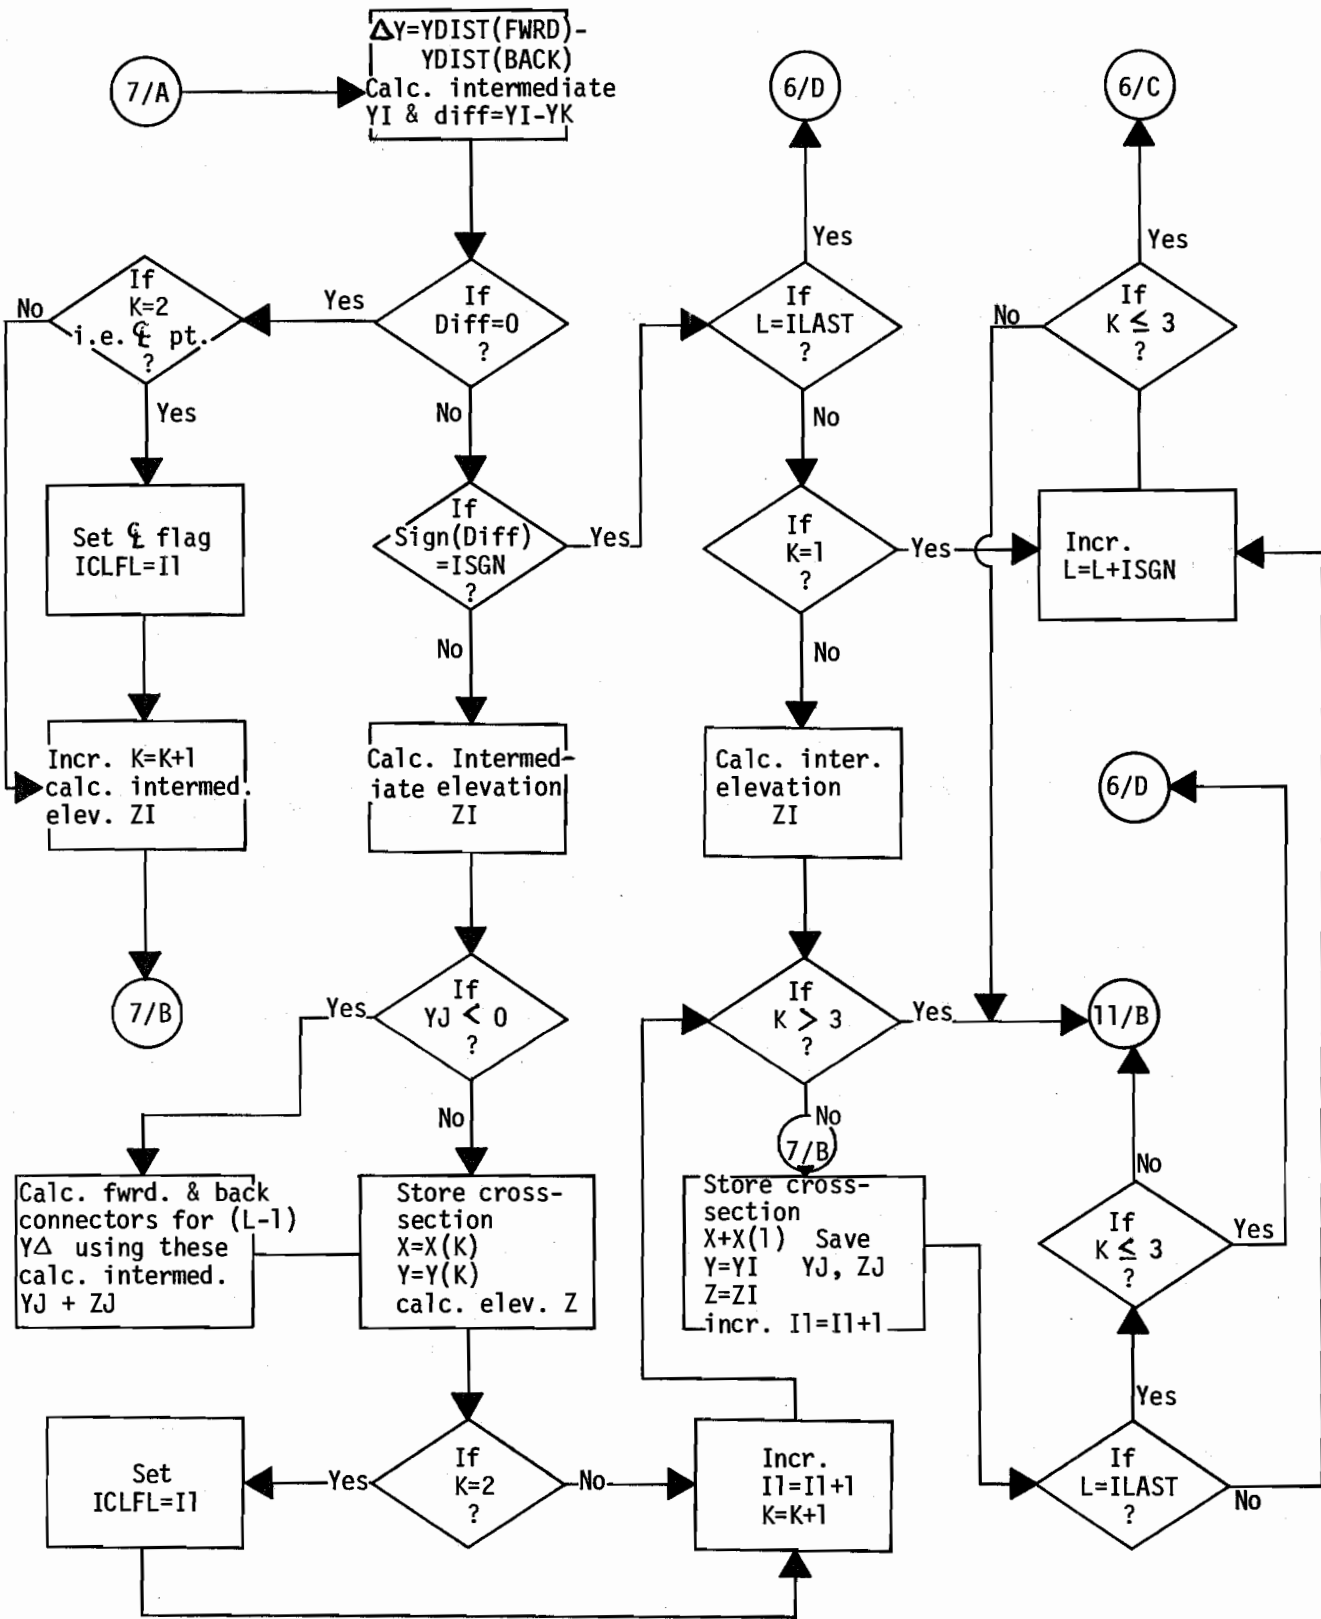 7/A
ΔY=YDIST(FWRD)-
YDIST(BACK)
Calc. intermediate
YI & diff=YI-YK
6/D
6/C
If
K=2
i.e. ℄ pt.
?
No
Yes
Yes
If
Diff=0
?
No
If
L=ILAST
?
Yes
No
If
K ≤ 3
?
Yes
No
Set ℄ flag
ICLFL=I1
If
Sign(Diff)
=ISGN
?
Yes
No
If
K=1
?
Yes
No
Incr.
L=L+ISGN
Incr. K=K+1
calc. intermed.
elev. ZI
Calc. Intermed-
iate elevation
ZI
Calc. inter.
elevation
ZI
6/D
7/B
If
YJ < 0
?
Yes
No
If
K > 3
?
Yes
No
11/B
7/B
Calc. fwrd. & back
connectors for (L-1)
YΔ using these
calc. intermed.
YJ + ZJ
Store cross-
section
X=X(K)
Y=Y(K)
calc. elev. Z
Store cross-
section
X+X(1) Save
Y=YI YJ, ZJ
Z=ZI
incr. I1=I1+1
No
If
K ≤ 3
?
Yes
Yes
Set
ICLFL=I1
Yes
If
K=2
?
No
Incr.
I1=I1+1
K=K+1
If
L=ILAST
?
No